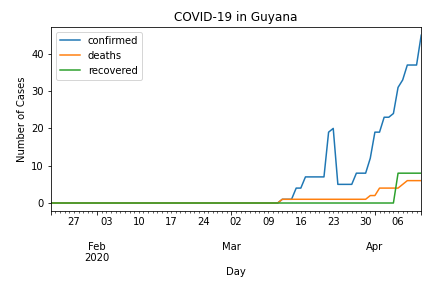 COVID-19 in Guyana
confirmed
deaths
recovered
Number of Cases
40
30
20
10
0
27 03 10 17 24 02 09 16 23 30 06
Feb Mar Apr
2020
Day